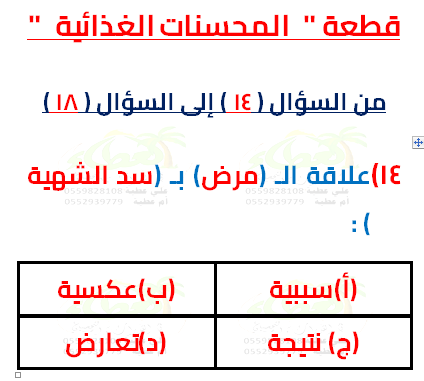 قطعة " المحسنات الغذائية "
من السؤال ( ١٤ ) إلى السؤال ( ١٨ )
١٤)علاقة الـ (مرض) بـ (سد الشهية
) :
(أ)سببية
(ب)عكسية
(ج) نتيجة
(د)تعارض